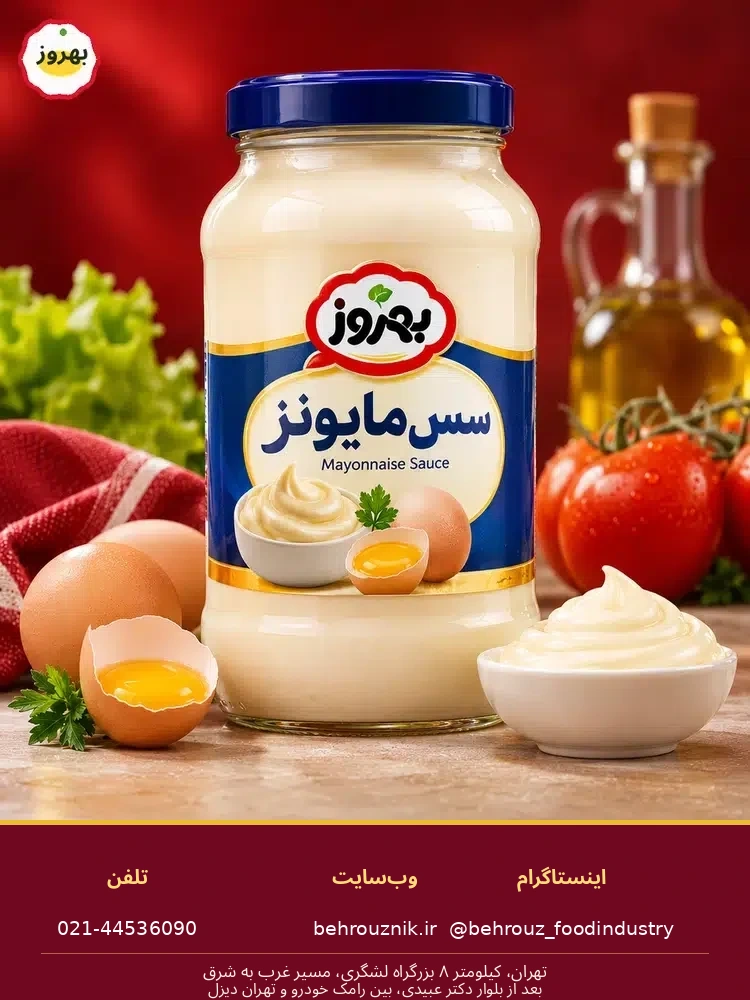 بهروز
بهروز
سس مایونز
Mayonnaise Sauce
اینستاگرام
وب‌سایت
تلفن
@behrouz_foodindustry
behrouznik.ir
021-44536090
تهران، کیلومتر ۸ بزرگراه لشگری، مسیر غرب به شرق
بعد از بلوار دکتر عبیدی، بین رامک خودرو و تهران دیزل